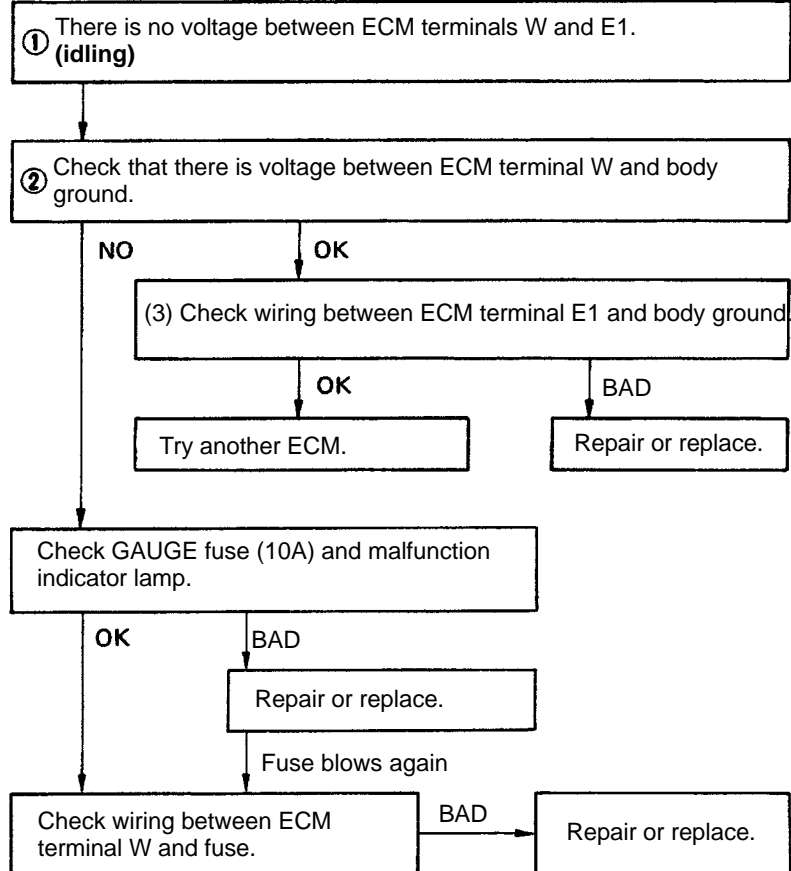 ① There is no voltage between ECM terminals W and E1.
(idling)
② Check that there is voltage between ECM terminal W and body
ground.
NO
OK
(3) Check wiring between ECM terminal E1 and body ground
OK
BAD
Try another ECM.
Repair or replace.
Check GAUGE fuse (10A) and malfunction
indicator lamp.
OK
BAD
Repair or replace.
Fuse blows again
Check wiring between ECM
terminal W and fuse.
BAD
Repair or replace.